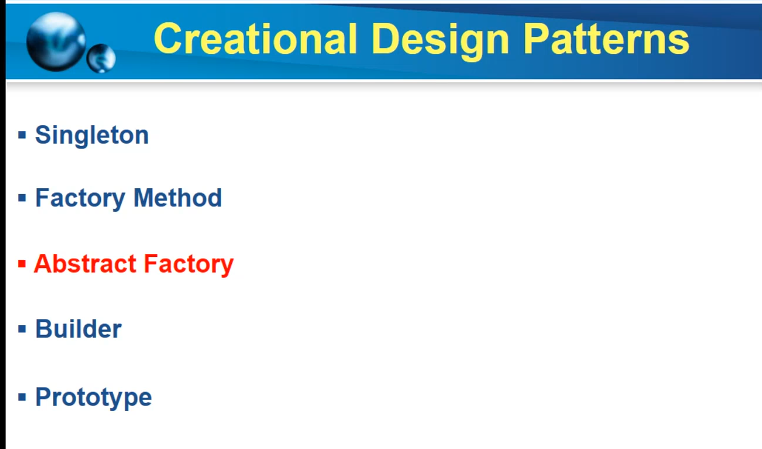 Creational Design Patterns
▪ Singleton
▪ Factory Method
▪ Abstract Factory
▪ Builder
▪ Prototype